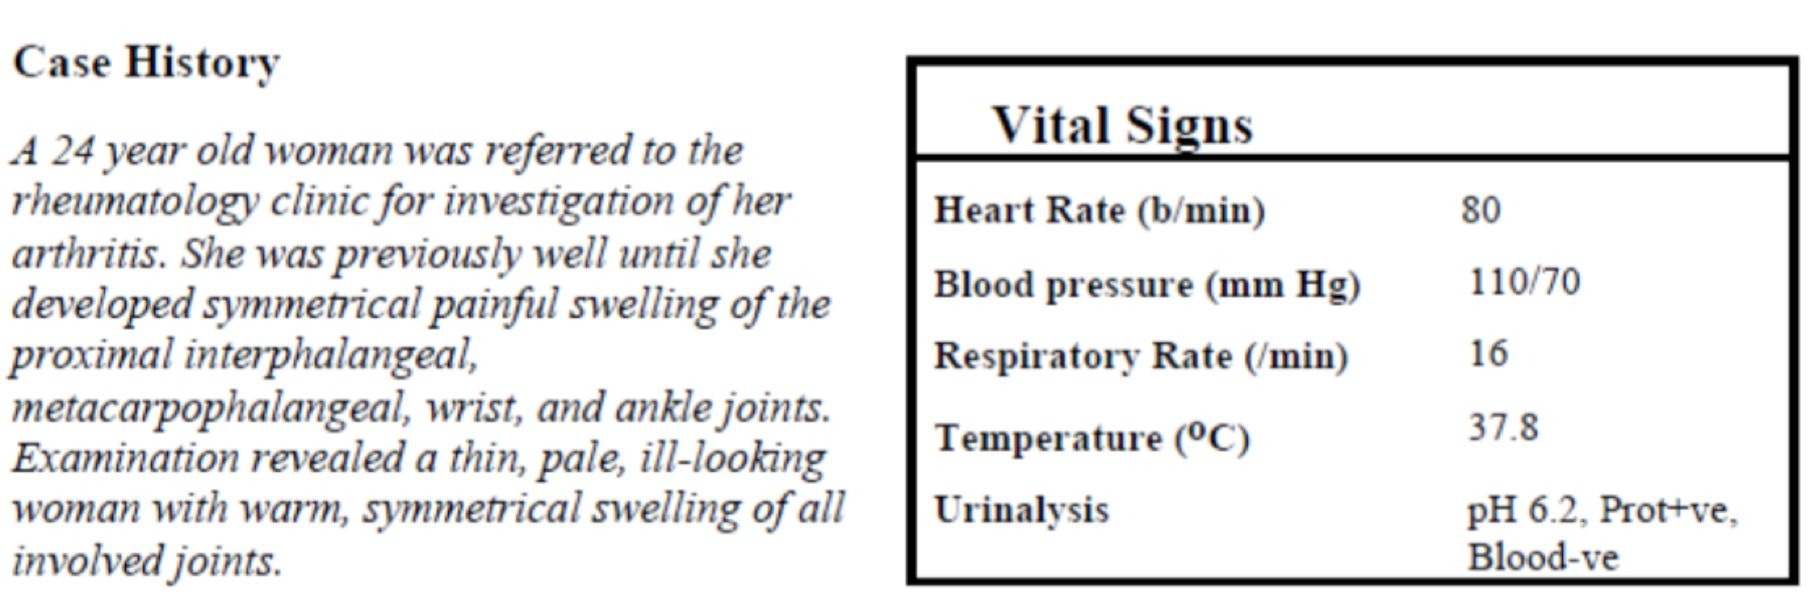 Case History
A 24 year old woman was referred to the
rheumatology clinic for investigation of her
arthritis. She was previously well until she
developed symmetrical painful swelling of the
proximal interphalangeal,
metacarpophalangeal, wrist, and ankle joints.
Examination revealed a thin, pale, ill-looking
woman with warm, symmetrical swelling of all
involved joints.
Vital Signs
Heart Rate (b/min) 80
Blood pressure (mm Hg) 110/70
Respiratory Rate (/min) 16
Temperature (⁰C) 37.8
Urinalysis pH 6.2, Prot+ve,
Blood-ve